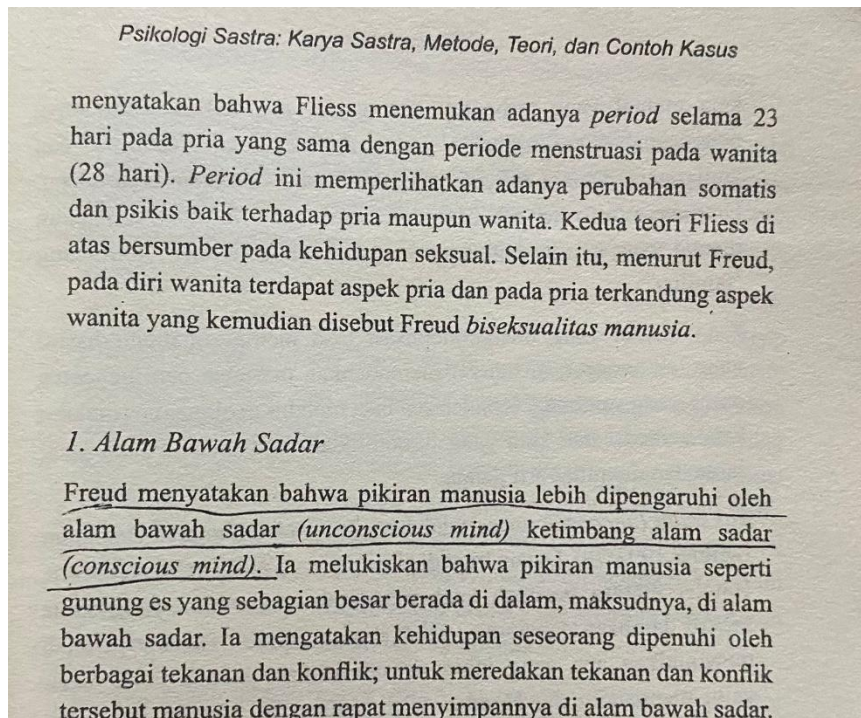 Psikologi Sastra: Karya Sastra, Metode, Teori, dan Contoh Kasus
menyatakan bahwa Fliess menemukan adanya period selama 23
hari pada pria yang sama dengan periode menstruasi pada wanita
(28 hari). Period ini memperlihatkan adanya perubahan somatis
dan psikis baik terhadap pria maupun wanita. Kedua teori Fliess di
atas bersumber pada kehidupan seksual. Selain itu, menurut Freud,
pada diri wanita terdapat aspek pria dan pada pria terkandung aspek
wanita yang kemudian disebut Freud biseksualitas manusia.
1. Alam Bawah Sadar
Freud menyatakan bahwa pikiran manusia lebih dipengaruhi oleh
alam bawah sadar (unconscious mind) ketimbang alam sadar
(conscious mind). Ia melukiskan bahwa pikiran manusia seperti
gunung es yang sebagian besar berada di dalam, maksudnya, di alam
bawah sadar. Ia mengatakan kehidupan seseorang dipenuhi oleh
berbagai tekanan dan konflik; untuk meredakan tekanan dan konflik
tersebut manusia dengan rapat menyimpannya di alam bawah sadar.